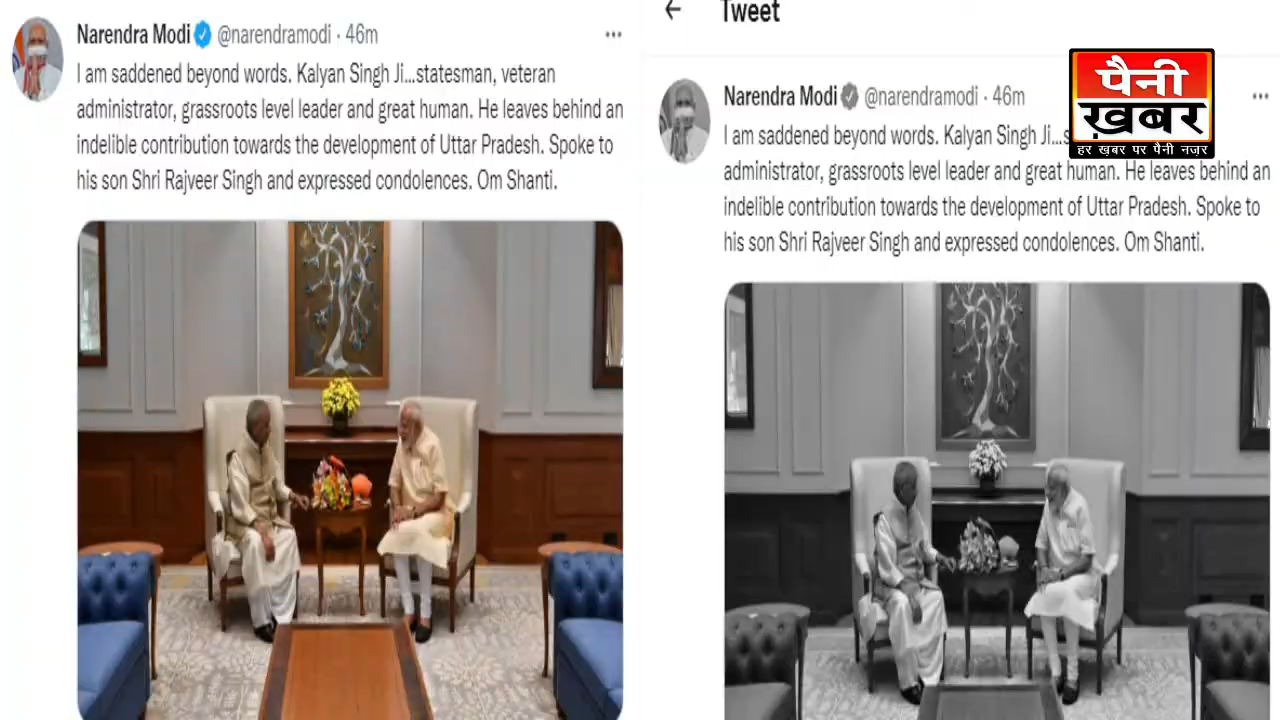 Narendra Modi @narendramodi · 46m
I am saddened beyond words. Kalyan Singh Ji...statesman, veteran
administrator, grassroots level leader and great human. He leaves behind an
indelible contribution towards the development of Uttar Pradesh. Spoke to
his son Shri Rajveer Singh and expressed condolences. Om Shanti.
Tweet
Narendra Modi @narendramodi · 46m
I am saddened beyond words. Kalyan Singh Ji...
administrator, grassroots level leader and great human. He leaves behind an
indelible contribution towards the development of Uttar Pradesh. Spoke to
his son Shri Rajveer Singh and expressed condolences. Om Shanti.
पैनी
ख़बर
हर ख़बर पर पैनी नज़र